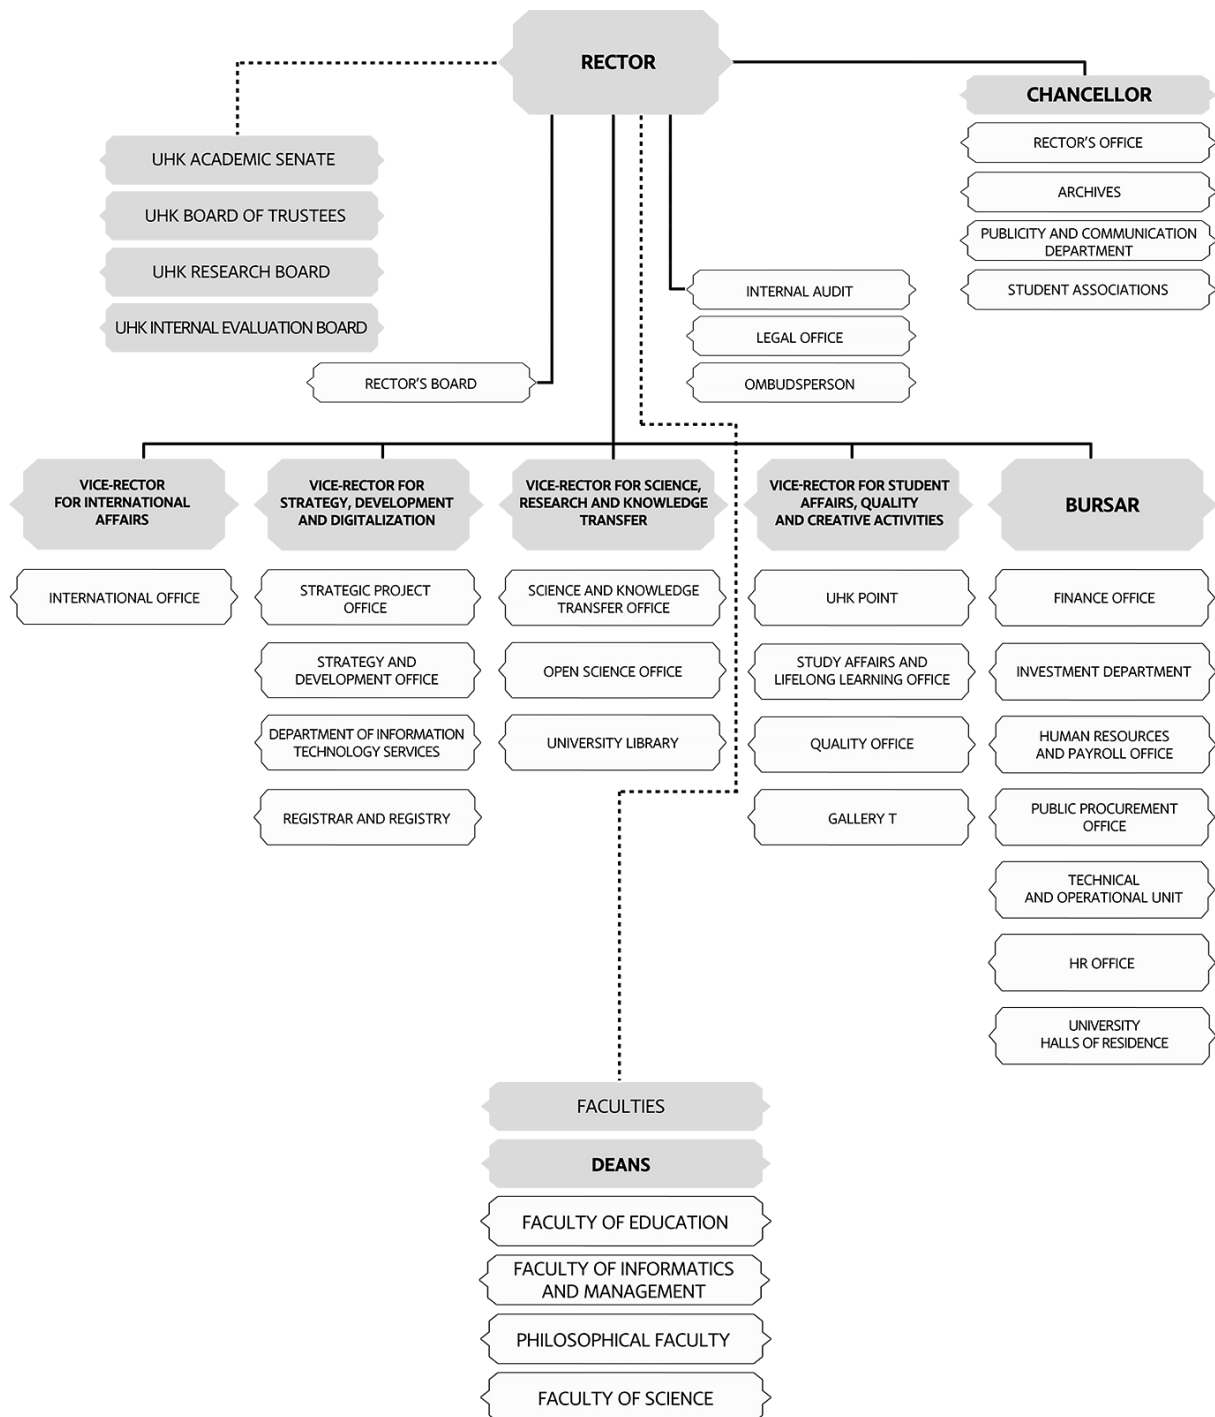 RECTOR
CHANCELLOR
RECTOR'S OFFICE
ARCHIVES
PUBLICITY AND COMMUNICATION
DEPARTMENT
STUDENT ASSOCIATIONS
UHK ACADEMIC SENATE
UHK BOARD OF TRUSTEES
UHK RESEARCH BOARD
UHK INTERNAL EVALUATION BOARD
INTERNAL AUDIT
LEGAL OFFICE
OMBUDSPERSON
RECTOR'S BOARD
VICE-RECTOR
FOR INTERNATIONAL
AFFAIRS
INTERNATIONAL OFFICE
VICE-RECTOR FOR
STRATEGY, DEVELOPMENT
AND DIGITALIZATION
STRATEGIC PROJECT
OFFICE
STRATEGY AND
DEVELOPMENT OFFICE
DEPARTMENT OF INFORMATION
TECHNOLOGY SERVICES
REGISTRAR AND REGISTRY
VICE-RECTOR FOR SCIENCE,
RESEARCH AND KNOWLEDGE
TRANSFER
SCIENCE AND KNOWLEDGE
TRANSFER OFFICE
OPEN SCIENCE OFFICE
UNIVERSITY LIBRARY
VICE-RECTOR FOR STUDENT
AFFAIRS, QUALITY
AND CREATIVE ACTIVITIES
UHK POINT
STUDY AFFAIRS AND
LIFELONG LEARNING OFFICE
QUALITY OFFICE
GALLERY T
BURSAR
FINANCE OFFICE
INVESTMENT DEPARTMENT
HUMAN RESOURCES
AND PAYROLL OFFICE
PUBLIC PROCUREMENT
OFFICE
TECHNICAL
AND OPERATIONAL UNIT
HR OFFICE
UNIVERSITY
HALLS OF RESIDENCE
FACULTIES
DEANS
FACULTY OF EDUCATION
FACULTY OF INFORMATICS
AND MANAGEMENT
PHILOSOPHICAL FACULTY
FACULTY OF SCIENCE